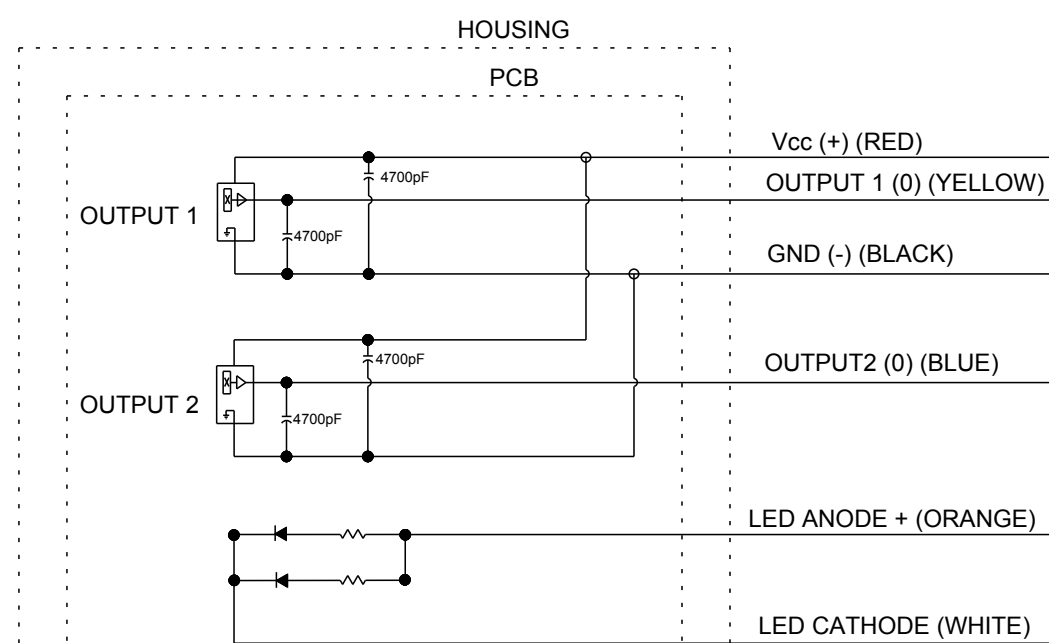 HOUSING
PCB
Vcc (+) (RED)
4700pF
OUTPUT 1 (0) (YELLOW)
OUTPUT 1
4700pF
GND (-) (BLACK)
4700pF
OUTPUT2 (0) (BLUE)
OUTPUT 2
4700pF
LED ANODE + (ORANGE)
LED CATHODE (WHITE)